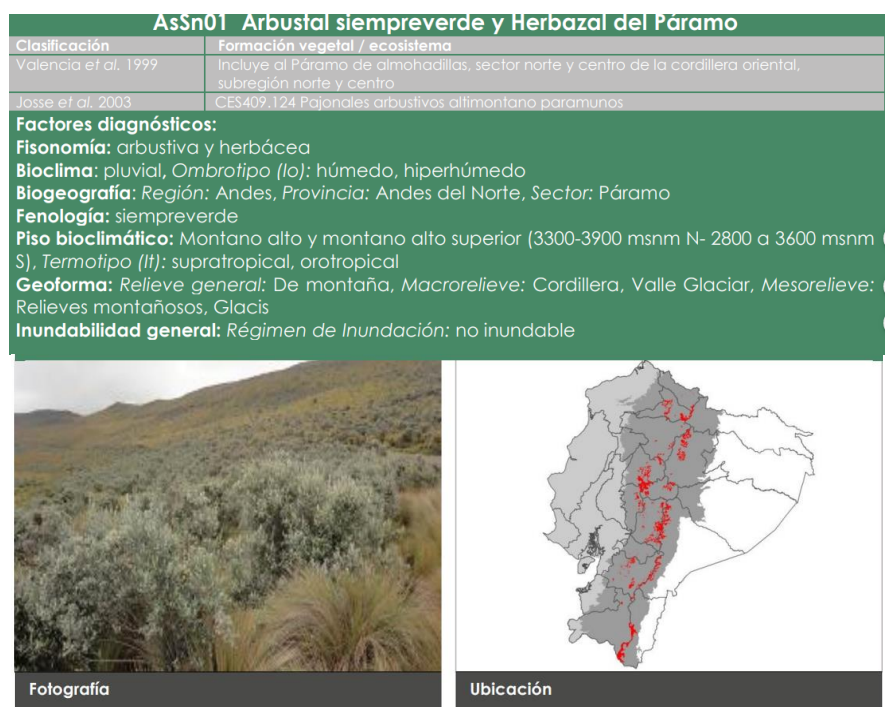 AsSn01 Arbustal siempreverde y Herbazal del Páramo
Clasificación Formación vegetal / ecosistema
Valencia et al. 1999 Incluye al Páramo de almohadillas, sector norte y centro de la cordillera oriental,
subregión norte y centro
Josse et al. 2003 CES409.124 Pajonales arbustivos altimontano paramunos
Factores diagnósticos:
Fisonomía: arbustiva y herbácea
Bioclima: pluvial, Ombrotipo (Io): húmedo, hiperhúmedo
Biogeografía: Región: Andes, Provincia: Andes del Norte, Sector: Páramo
Fenología: siempreverde
Piso bioclimático: Montano alto y montano alto superior (3300-3900 msnm N- 2800 a 3600 msnm
S), Termotipo (It): supratropical, orotropical
Geoforma: Relieve general: De montaña, Macrorelieve: Cordillera, Valle Glaciar, Mesorelieve:
Relieves montañosos, Glacis
Inundabilidad general: Régimen de Inundación: no inundable
Fotografía
Ubicación